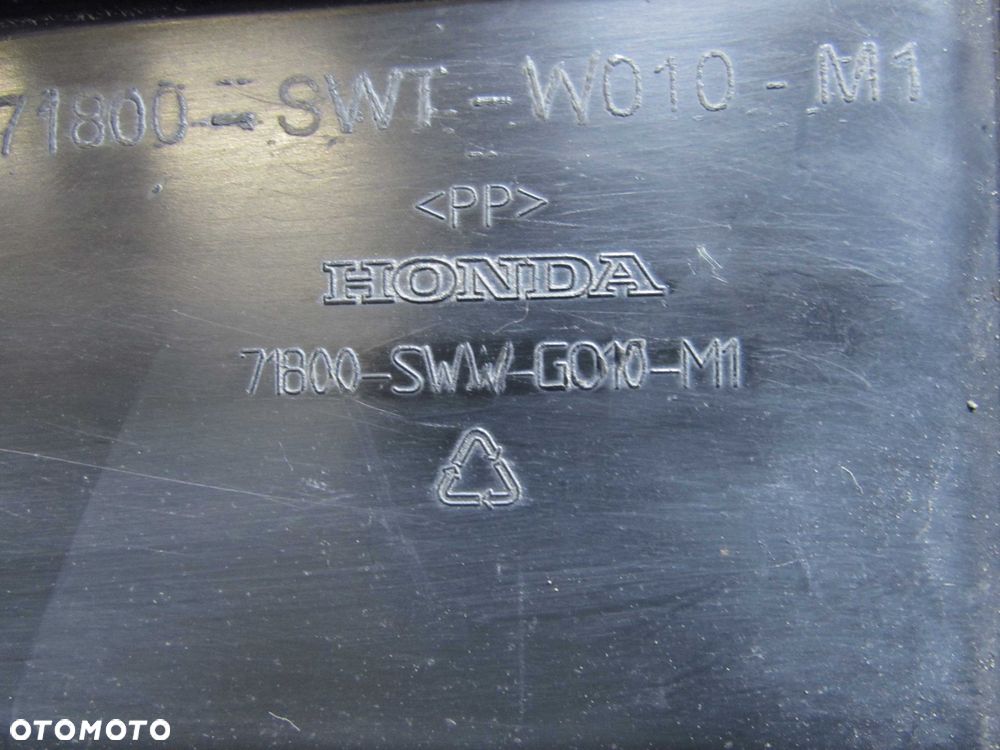 71800-SWT-W010-M1
<PP>
HONDA
71800-SWW-G010-M1
OTOMOTO